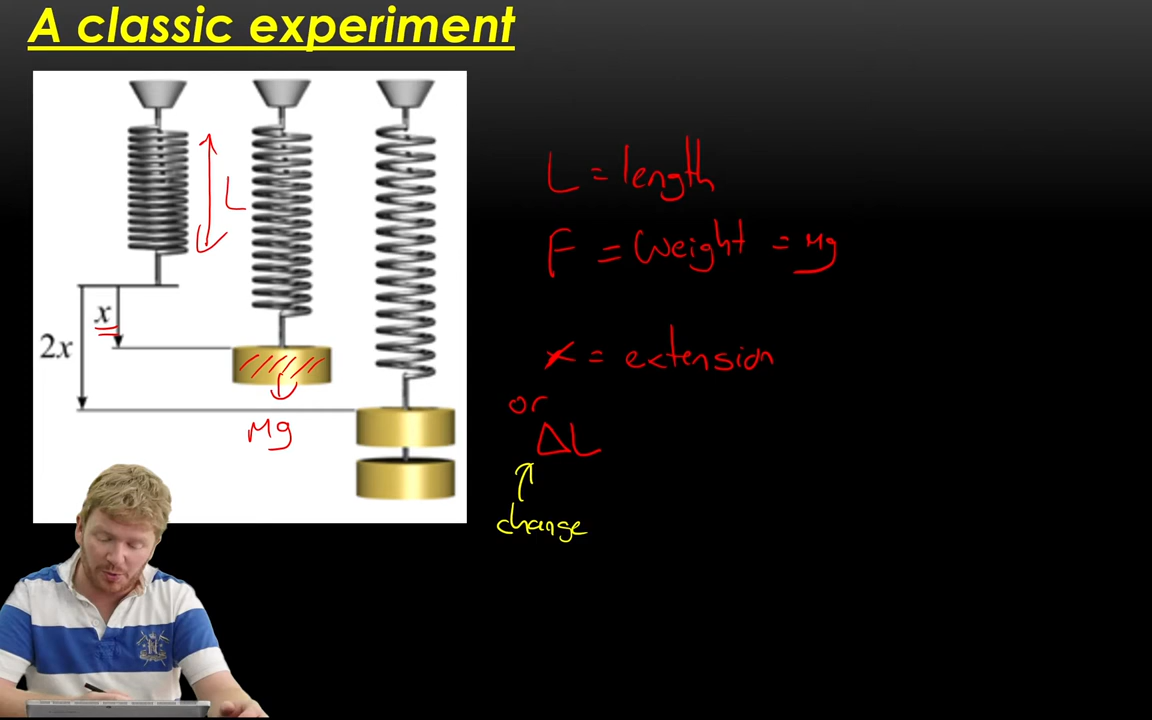 A classic experiment
L
x
2x
Mg
L = length
F = Weight = Mg
x = extension
or
ΔL
↑
change